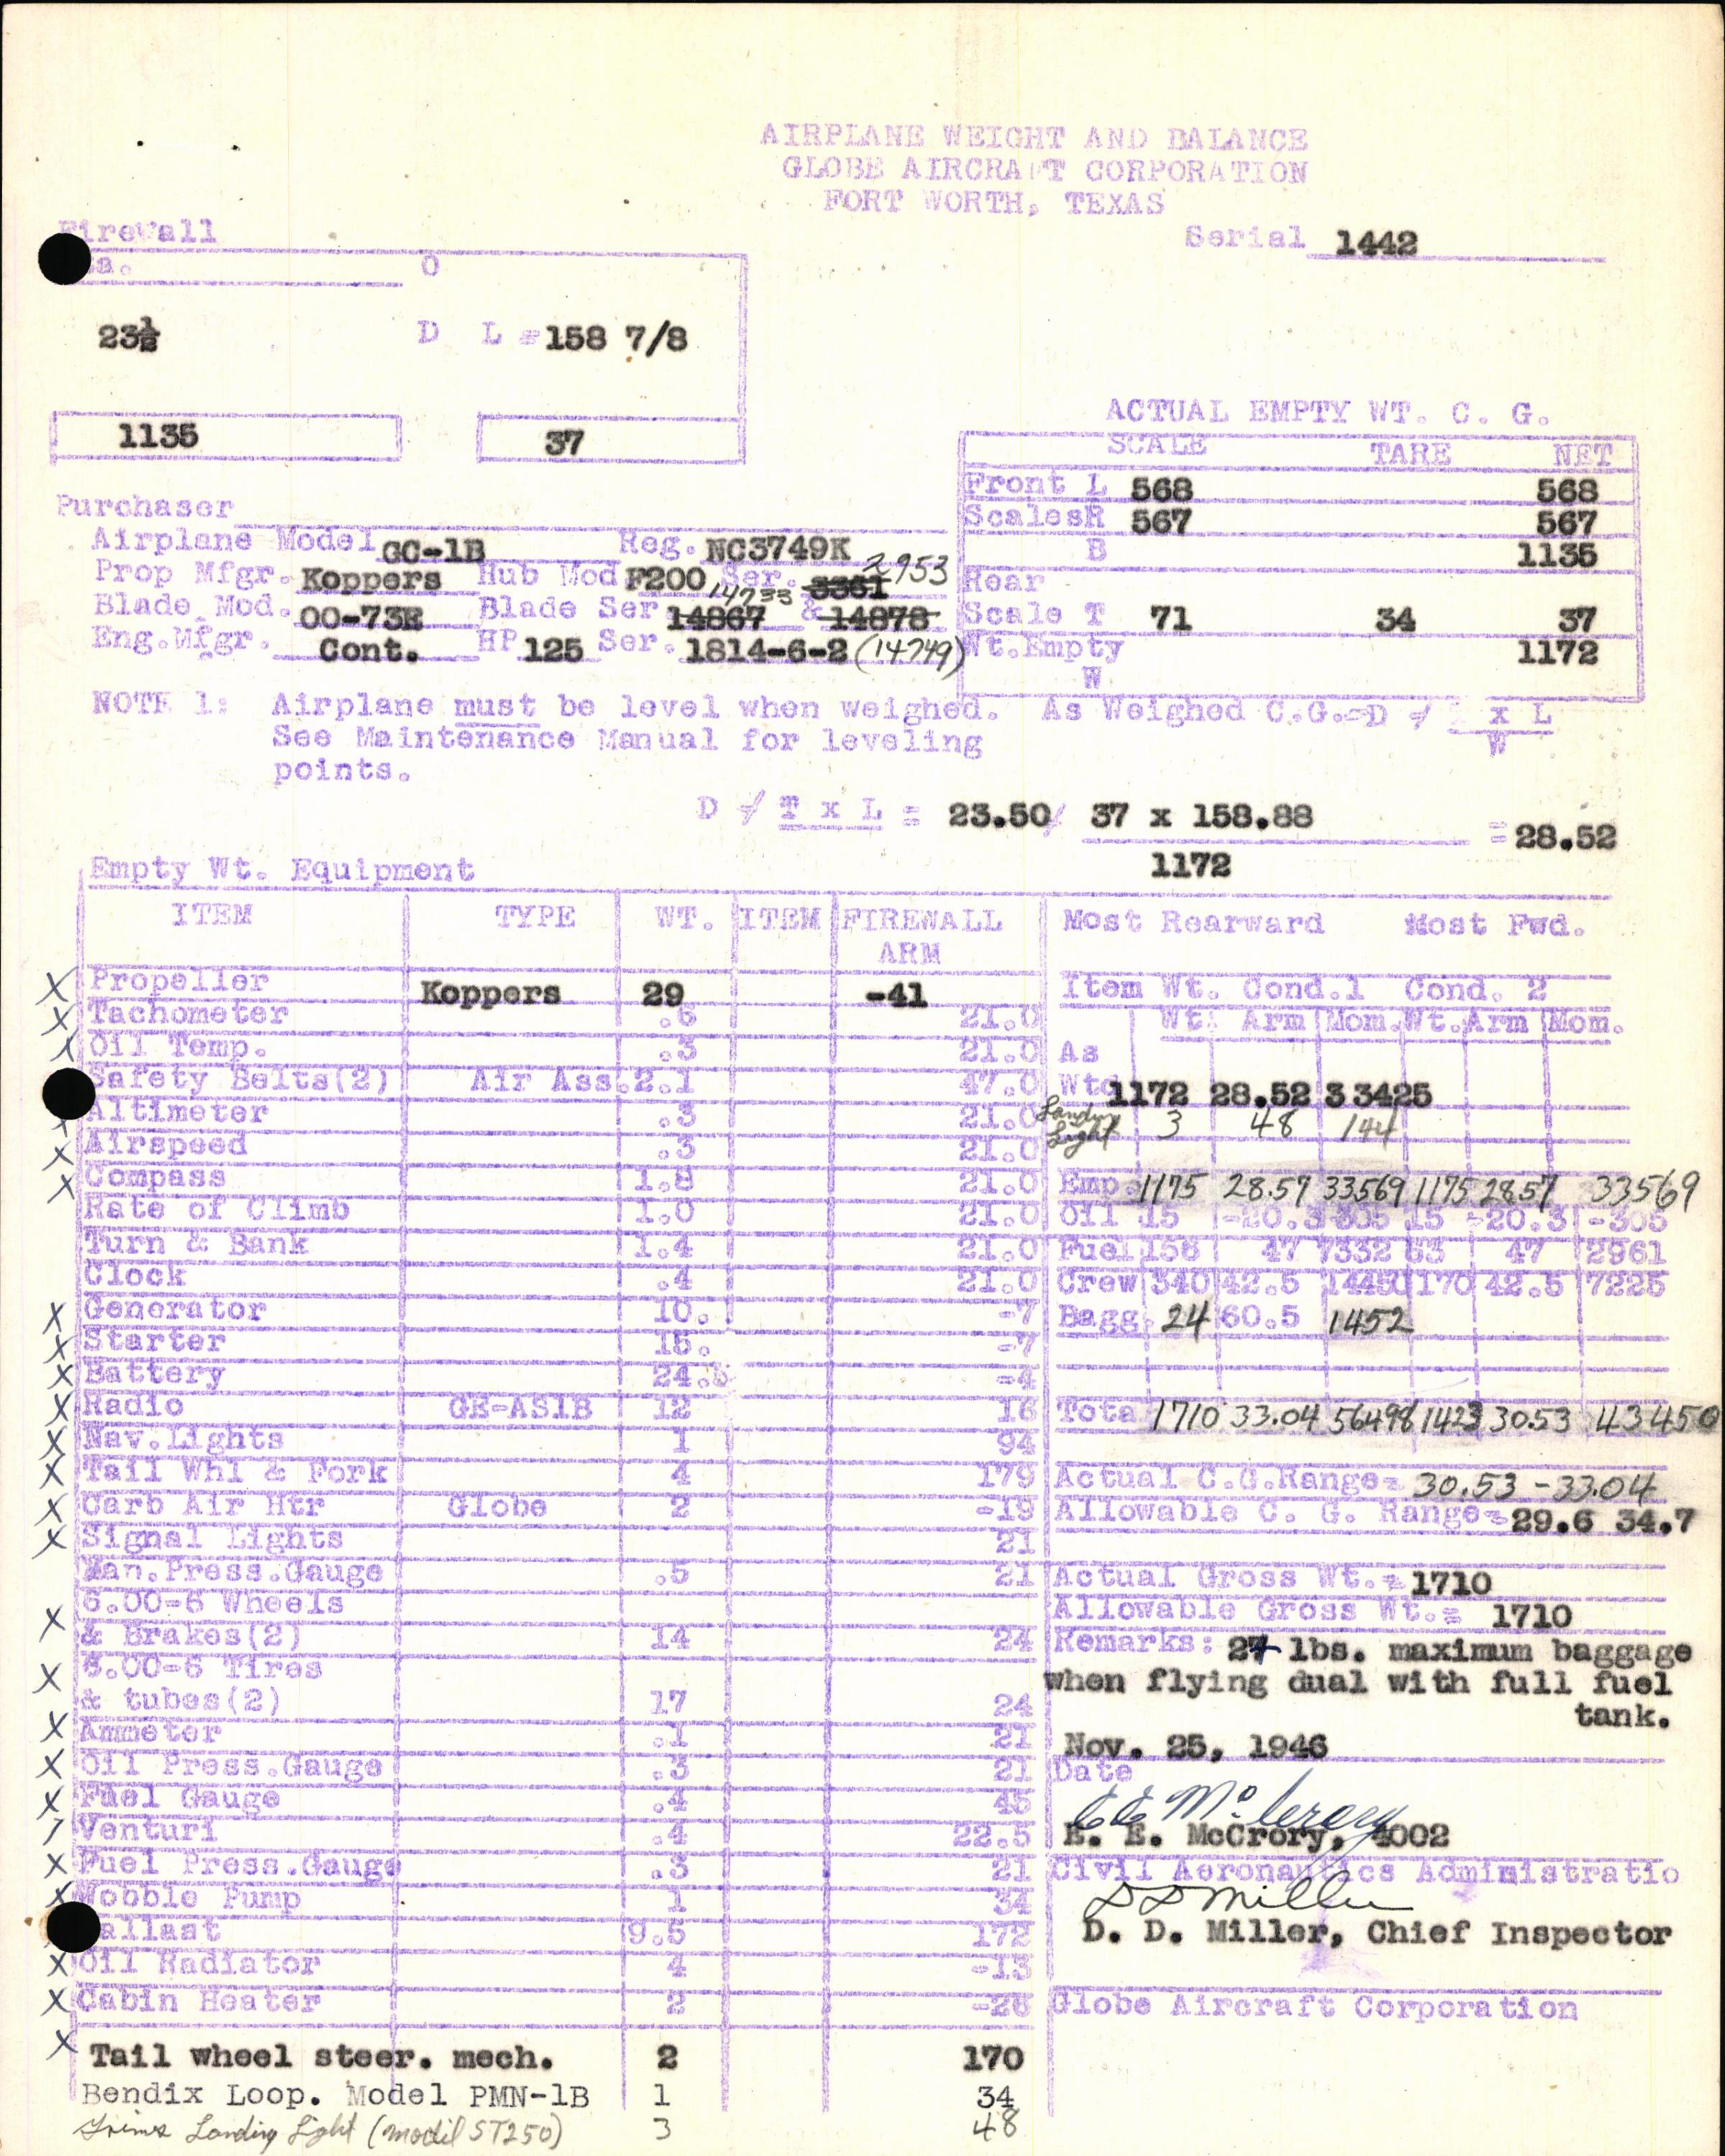 AIRPLANE WEIGHT AND BALANCE
GLOBE AIRCRAFT CORPORATION
FORT WORTH, TEXAS
Firewall
Serial 1442
Sta. O
23½ D L = 158 7/8
1135 37
ACTUAL EMPTY WT. C. G.
SCALE TARE NET
Front L 568 568
Scales R 567 567
B 1135
Rear
Scale T 71 34 37
Wt. Empty 1172
W
Purchaser
Airplane Model GC-1B Reg. NC3749K
Prop Mfgr. Koppers Hub Mod F200 Ser. 3361 2953
Blade Mod. 00-73E Blade Ser 14867 & 14878 14733
Eng.Mfgr. Cont. HP 125 Ser. 1814-6-2 (14749)
NOTE 1: Airplane must be level when weighed. As Weighed C.G.=D ≠ x L
See Maintenance Manual for leveling W
points.
D ≠ T x L = 23.50/ 37 x 158.88 = 28.52
1172
Empty Wt. Equipment
ITEM TYPE WT. ITEM FIREWALL ARM
X Propeller Koppers 29 -41
X Tachometer .6 21.0
X Oil Temp. .3 21.0
Safety Belts(2) Air Ass. 2.1 47.0
X Altimeter .3 21.0
X Airspeed .3 21.0
X Compass 1.8 21.0
Rate of Climb 1.0 21.0
Turn & Bank 1.4 21.0
Clock .4 21.0
X Generator 10. -7
X Starter 16. -7
X Battery 24.5 -4
X Radio GE-AS1B 12 16
X Nav.Lights 1 94
X Tail Whl & Fork 4 179
X Carb Air Htr Globe 2 -19
X Signal Lights 21
Man.Press.Gauge .5 21
6.00=6 Wheels
X & Brakes(2) 14 24
6.00=6 Tires
X & tubes(2) 17 24
X Ammeter .1 21
X Oil Press.Gauge .3 21
X Fuel Gauge .4 45
Venturi .4 22.5
X Fuel Press.Gauge .3 21
X Wobble Pump 1 34
Ballast 9.5 172
X Oil Radiator 4 -13
X Cabin Heater 2 -26
X Tail wheel steer. mech. 2 170
Bendix Loop. Model PMN-1B 1 34
Grimes Landing Light (Model ST250) 3 48
Most Rearward Most Fwd.
Item Wt. Cond.1 Cond. 2
Wt. Arm Mom. Wt. Arm Mom.
As
Wtd 1172 28.52 33425
Landing Light 3 48 144
Emp. 1175 28.57 33569 1175 28.57 33569
Oil 15 -20.3 305 15 -20.3 -305
Fuel 156 47 7332 63 47 2961
Crew 340 42.5 14450 170 42.5 7225
Bagg. 24 60.5 1452
Tota 1710 33.04 56498 1423 30.53 43450
Actual C.G.Range= 30.53 - 33.04
Allowable C. G. Range= 29.6 34.7
Actual Gross Wt.= 1710
Allowable Gross Wt.= 1710
Remarks: 24 lbs. maximum baggage
when flying dual with full fuel
tank.
Nov. 25, 1946
Date
E E McCrory
E. E. McCrory, 4002
Civil Aeronautics Administratio
D D Miller
D. D. Miller, Chief Inspector
Globe Aircraft Corporation